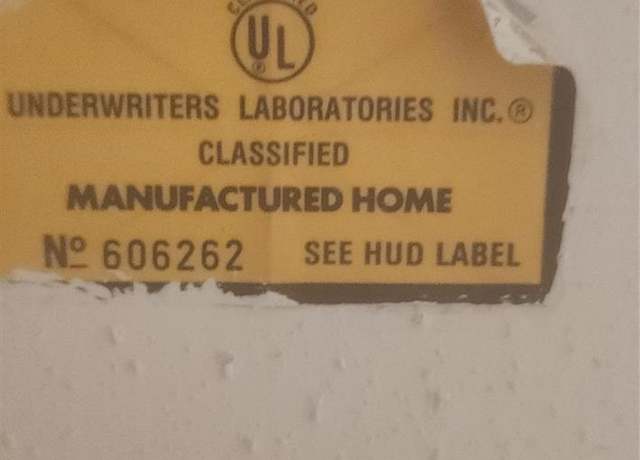 UL®
UNDERWRITERS LABORATORIES INC.®
CLASSIFIED
MANUFACTURED HOME
Nº 606262 SEE HUD LABEL